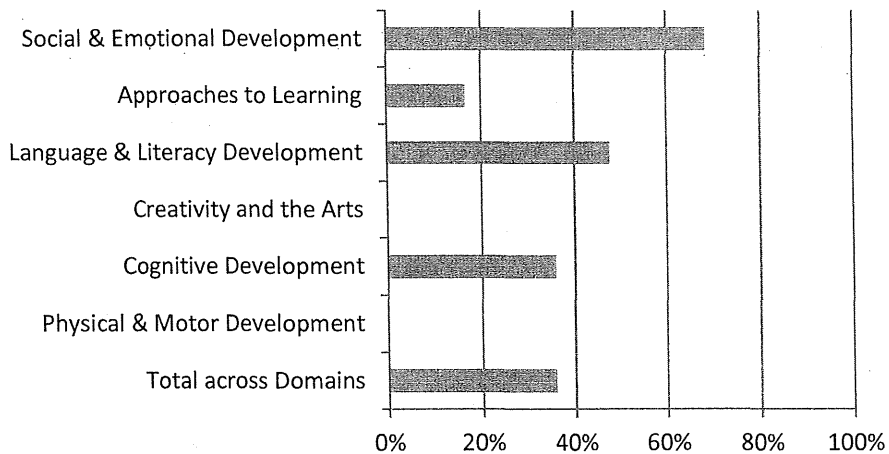 Social & Emotional Development
Approaches to Learning
Language & Literacy Development
Creativity and the Arts
Cognitive Development
Physical & Motor Development
Total across Domains
0% 20% 40% 60% 80% 100%